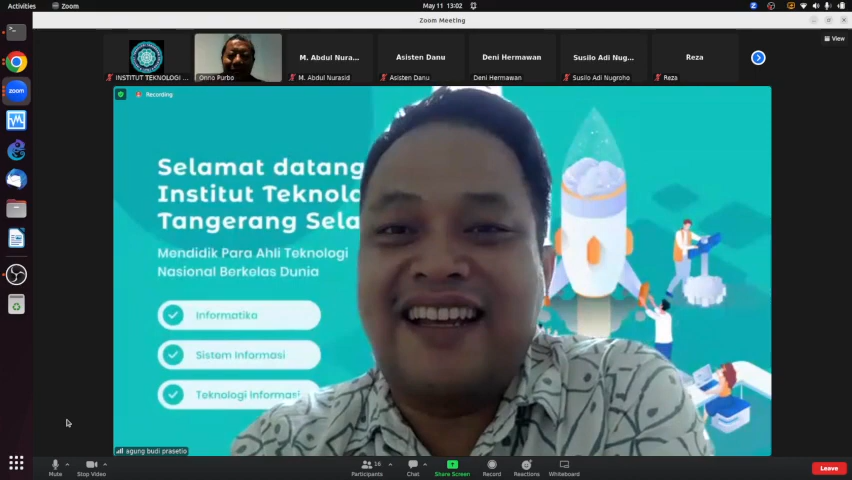 Activities
Zoom
May 11 13:02
Zoom Meeting
View
M. Abdul Nura...
Asisten Danu
Deni Hermawan
Susilo Adi Nug...
Reza
INSTITUT TEKNOLOGI ...
Onno Purbo
M. Abdul Nurasid
Asisten Danu
Deni Hermawan
Susilo Adi Nugroho
Reza
Recording
zoom
Selamat datang
Institut Teknolo
Tangerang Sela
Mendidik Para Ahli Teknologi
Nasional Berkelas Dunia
Informatika
Sistem Informasi
Teknologi Informasi
agung budi prasetio
Mute
Stop Video
Participants
16
Chat
Share Screen
Record
Reactions
Whiteboard
Leave